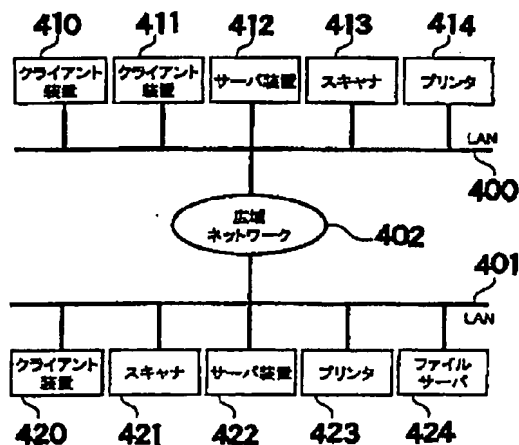 410 411 412 413 414
クライアント
装置
クライアント
装置
サーバ装置
スキャナ
プリンタ
LAN
400
広域
ネットワーク
402
401
LAN
クライアント
装置
スキャナ
サーバ装置
プリンタ
ファイル
サーバ
420 421 422 423 424